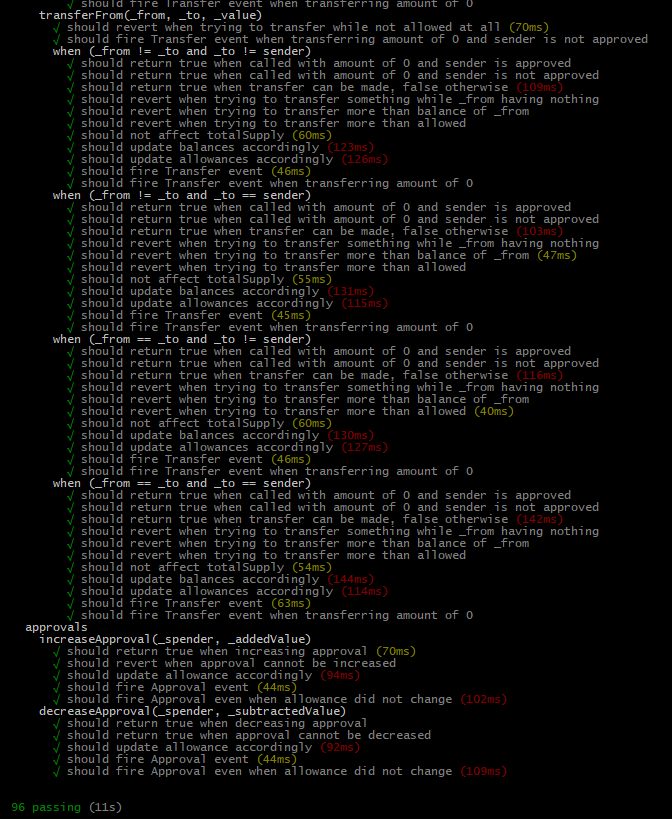 √ should fire Transfer event when transferring amount of 0
transferFrom(_from, _to, _value)
√ should revert when trying to transfer while not allowed at all (70ms)
√ should fire Transfer event when transferring amount of 0 and sender is not approved
when (_from != _to and _to != sender)
√ should return true when called with amount of 0 and sender is approved
√ should return true when called with amount of 0 and sender is not approved
√ should return true when transfer can be made, false otherwise (109ms)
√ should revert when trying to transfer something while _from having nothing
√ should revert when trying to transfer more than balance of _from
√ should revert when trying to transfer more than allowed
√ should not affect totalSupply (60ms)
√ should update balances accordingly (123ms)
√ should update allowances accordingly (126ms)
√ should fire Transfer event (46ms)
√ should fire Transfer event when transferring amount of 0
when (_from != _to and _to == sender)
√ should return true when called with amount of 0 and sender is approved
√ should return true when called with amount of 0 and sender is not approved
√ should return true when transfer can be made, false otherwise (103ms)
√ should revert when trying to transfer something while _from having nothing
√ should revert when trying to transfer more than balance of _from (47ms)
√ should revert when trying to transfer more than allowed
√ should not affect totalSupply (55ms)
√ should update balances accordingly (131ms)
√ should update allowances accordingly (115ms)
√ should fire Transfer event (45ms)
√ should fire Transfer event when transferring amount of 0
when (_from == _to and _to != sender)
√ should return true when called with amount of 0 and sender is approved
√ should return true when called with amount of 0 and sender is not approved
√ should return true when transfer can be made, false otherwise (116ms)
√ should revert when trying to transfer something while _from having nothing
√ should revert when trying to transfer more than balance of _from
√ should revert when trying to transfer more than allowed (40ms)
√ should not affect totalSupply (60ms)
√ should update balances accordingly (130ms)
√ should update allowances accordingly (127ms)
√ should fire Transfer event (46ms)
√ should fire Transfer event when transferring amount of 0
when (_from == _to and _to == sender)
√ should return true when called with amount of 0 and sender is approved
√ should return true when called with amount of 0 and sender is not approved
√ should return true when transfer can be made, false otherwise (142ms)
√ should revert when trying to transfer something while _from having nothing
√ should revert when trying to transfer more than balance of _from
√ should revert when trying to transfer more than allowed
√ should not affect totalSupply (54ms)
√ should update balances accordingly (144ms)
√ should update allowances accordingly (114ms)
√ should fire Transfer event (63ms)
√ should fire Transfer event when transferring amount of 0
approvals
increaseApproval(_spender, _addedValue)
√ should return true when increasing approval (70ms)
√ should revert when approval cannot be increased
√ should update allowance accordingly (94ms)
√ should fire Approval event (44ms)
√ should fire Approval even when allowance did not change (102ms)
decreaseApproval(_spender, _subtractedValue)
√ should return true when decreasing approval
√ should return true when approval cannot be decreased
√ should update allowance accordingly (92ms)
√ should fire Approval event (44ms)
√ should fire Approval even when allowance did not change (109ms)
96 passing (11s)